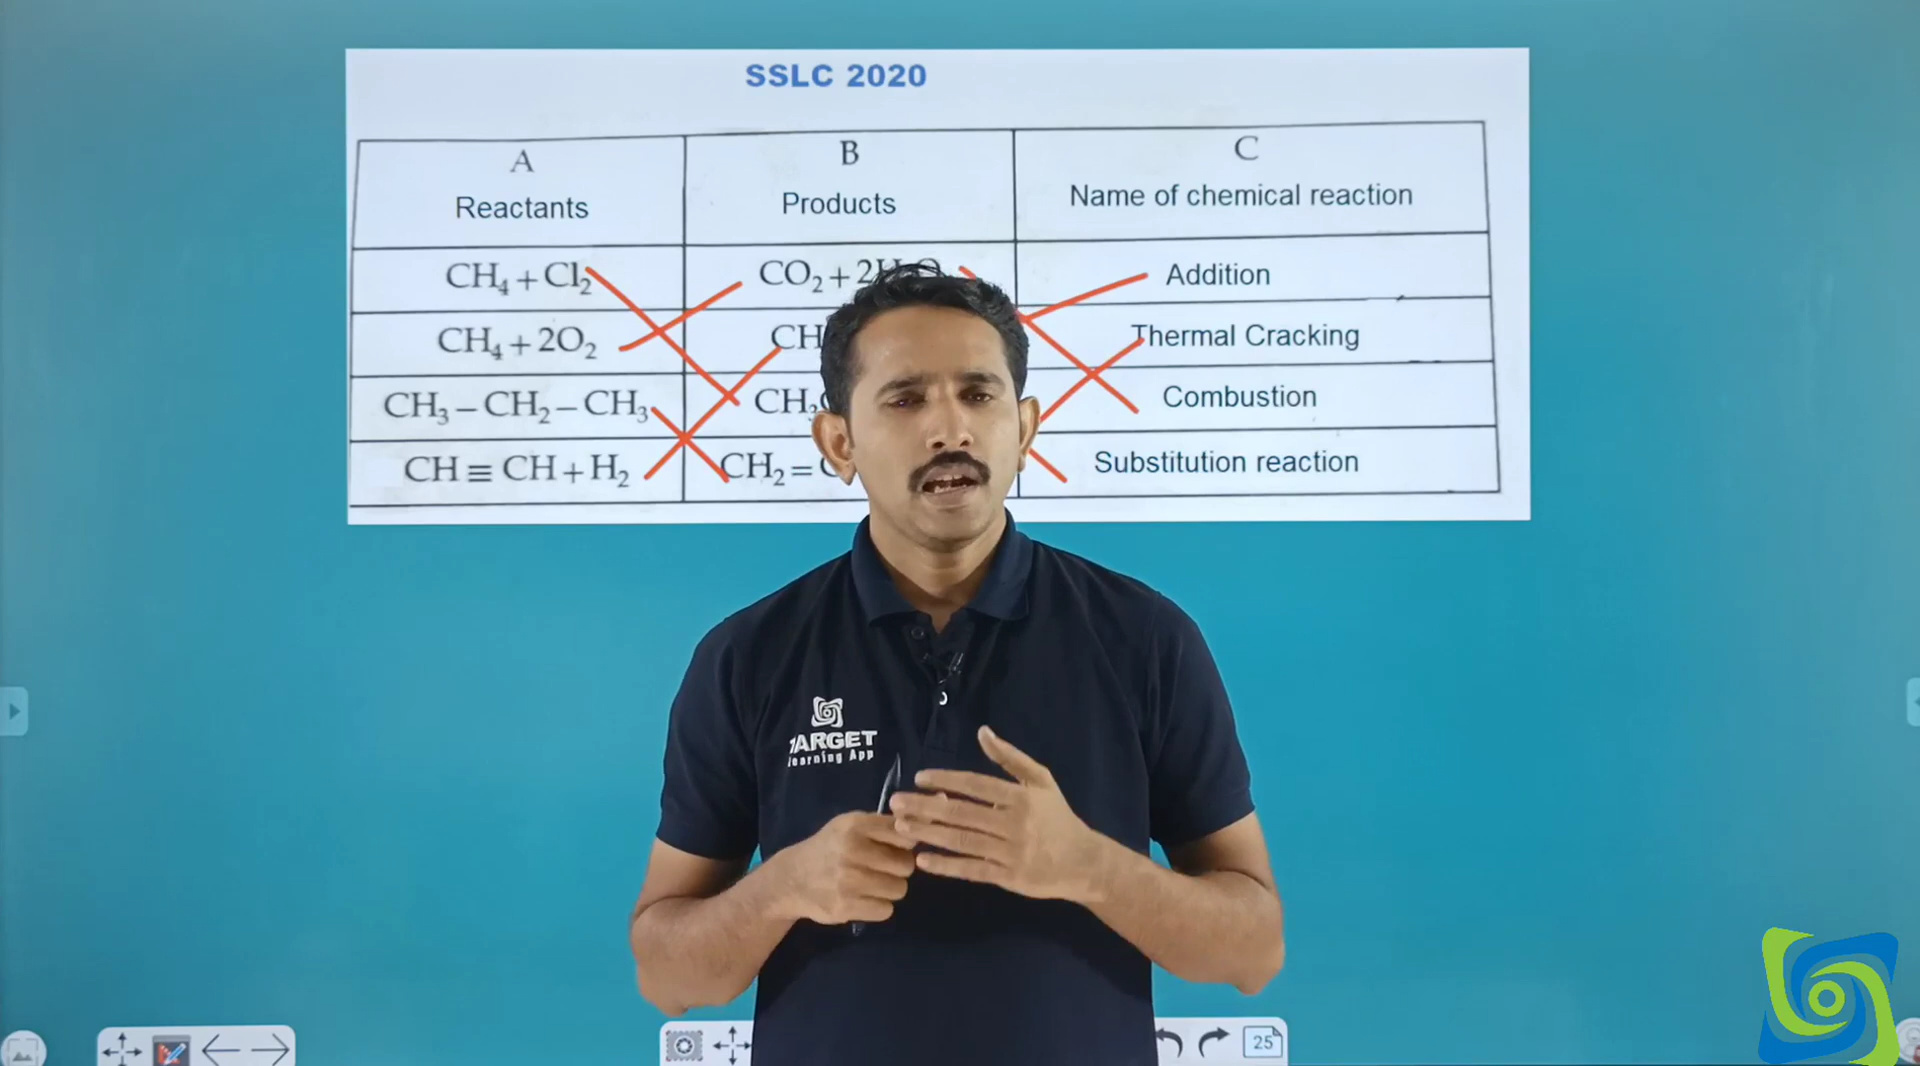 SSLC 2020
A B C
Reactants Products Name of chemical reaction
CH₄ + Cl₂ CO₂ + 2H₂O Addition
CH₄ + 2O₂ CH Thermal Cracking
CH₃ – CH₂ – CH₃ CH₃ Combustion
CH ≡ CH + H₂ CH₂ = Substitution reaction
TARGET
Learning App
25